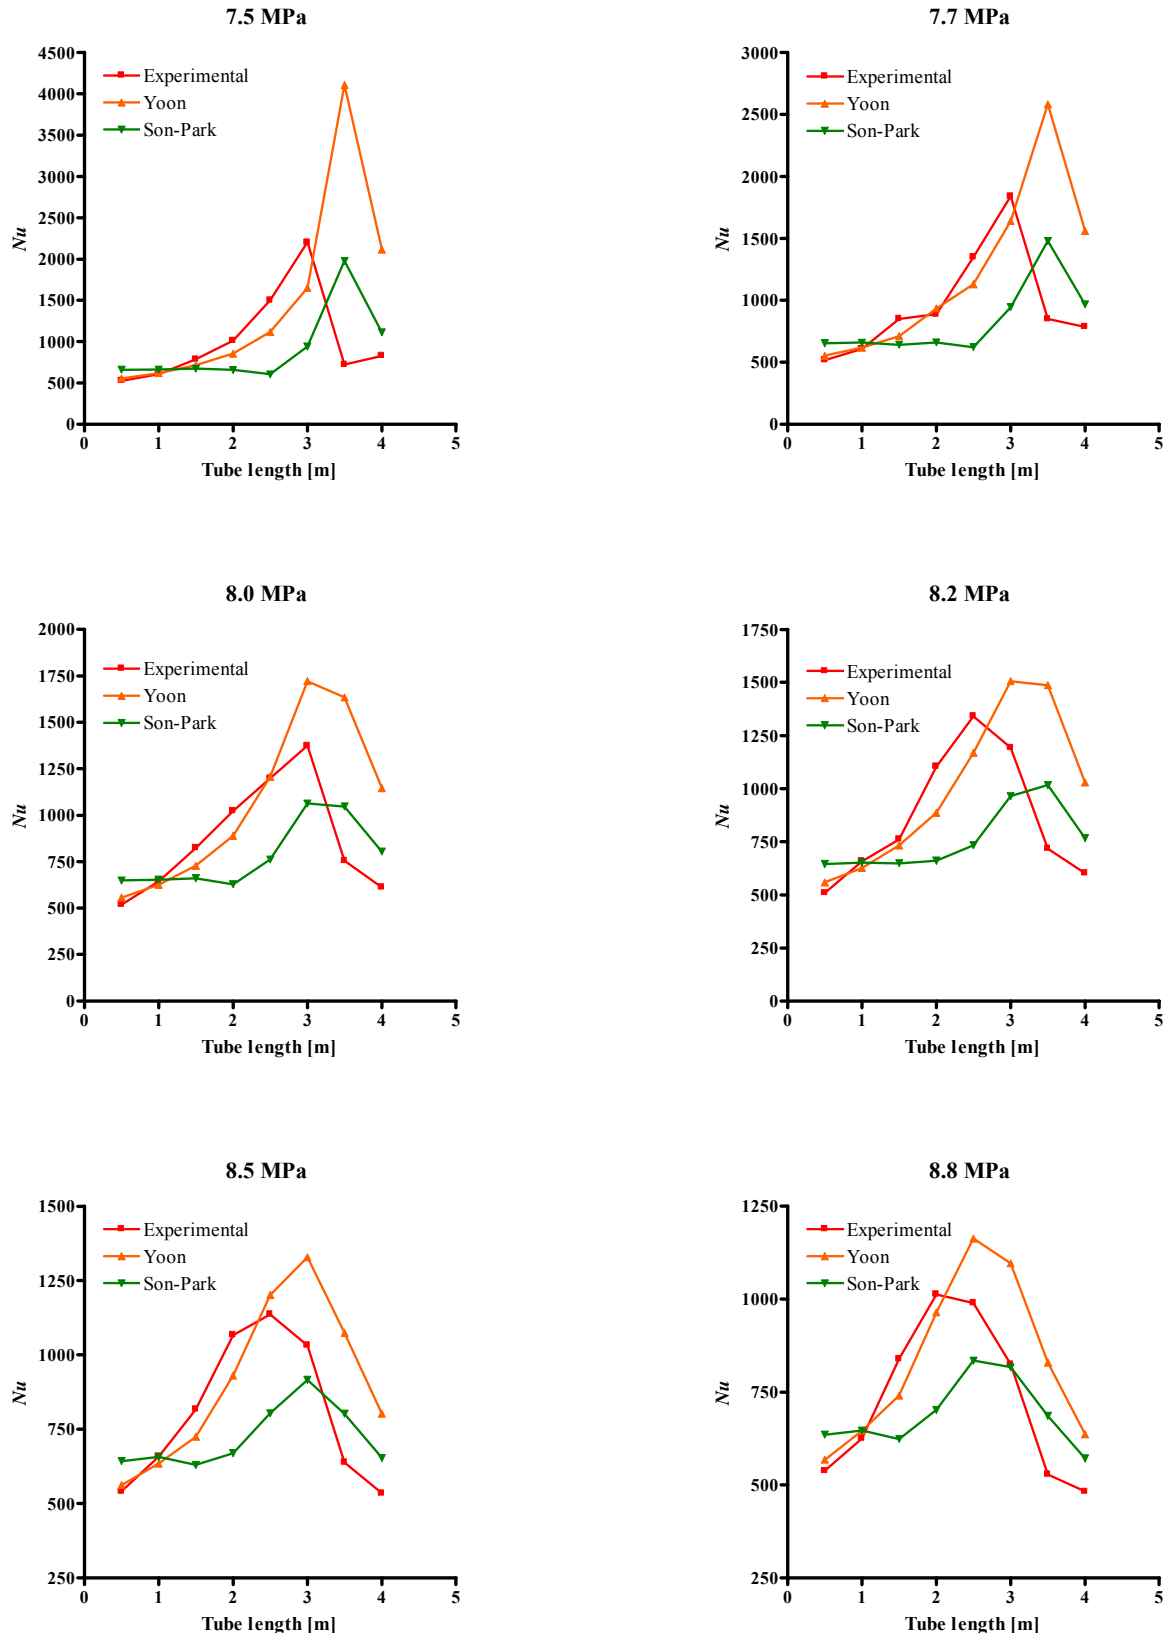 7.5 MPa
4500
4000
3500
3000
2500
2000
1500
1000
500
0
Nu
Experimental
Yoon
Son-Park
0 1 2 3 4 5
Tube length [m]
7.7 MPa
3000
2500
2000
1500
1000
500
0
Nu
Experimental
Yoon
Son-Park
0 1 2 3 4 5
Tube length [m]
8.0 MPa
2000
1750
1500
1250
1000
750
500
250
0
Nu
Experimental
Yoon
Son-Park
0 1 2 3 4 5
Tube length [m]
8.2 MPa
1750
1500
1250
1000
750
500
250
0
Nu
Experimental
Yoon
Son-Park
0 1 2 3 4 5
Tube length [m]
8.5 MPa
1500
1250
1000
750
500
250
Nu
Experimental
Yoon
Son-Park
0 1 2 3 4 5
Tube length [m]
8.8 MPa
1250
1000
750
500
250
Nu
Experimental
Yoon
Son-Park
0 1 2 3 4 5
Tube length [m]